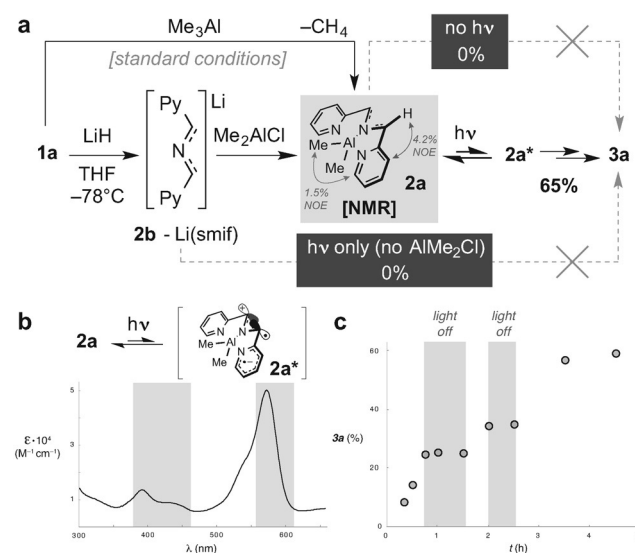 a
Me₃Al
–CH₄
[standard conditions]
no hν
0%
Py
Li
N
Py
1a
LiH
THF
–78°C
Me₂AlCl
2b - Li(smif)
H
N
N
Al
N
Me
Me
4.2%
NOE
1.5%
NOE
2a
[NMR]
hν
2a*
65%
3a
hν only (no AlMe₂Cl)
0%
b
2a
hν
N
N
Al
N
Me
Me
2a*
ε·10⁴
(M⁻¹ cm⁻¹)
5
3
1
300
400
500
600
λ (nm)
c
light
off
light
off
3a (%)
60
40
20
0
0
1
2
3
4
t (h)